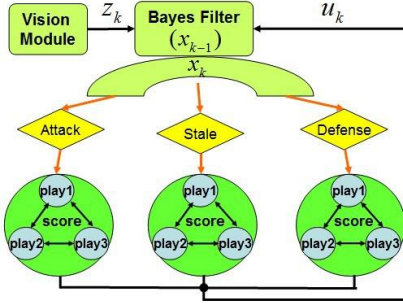 Vision
Module
z_k
Bayes Filter
(x_{k-1})
u_k
x_k
Attack
Stale
Defense
play1
score
play2
play3
play1
score
play2
play3
play1
score
play2
play3